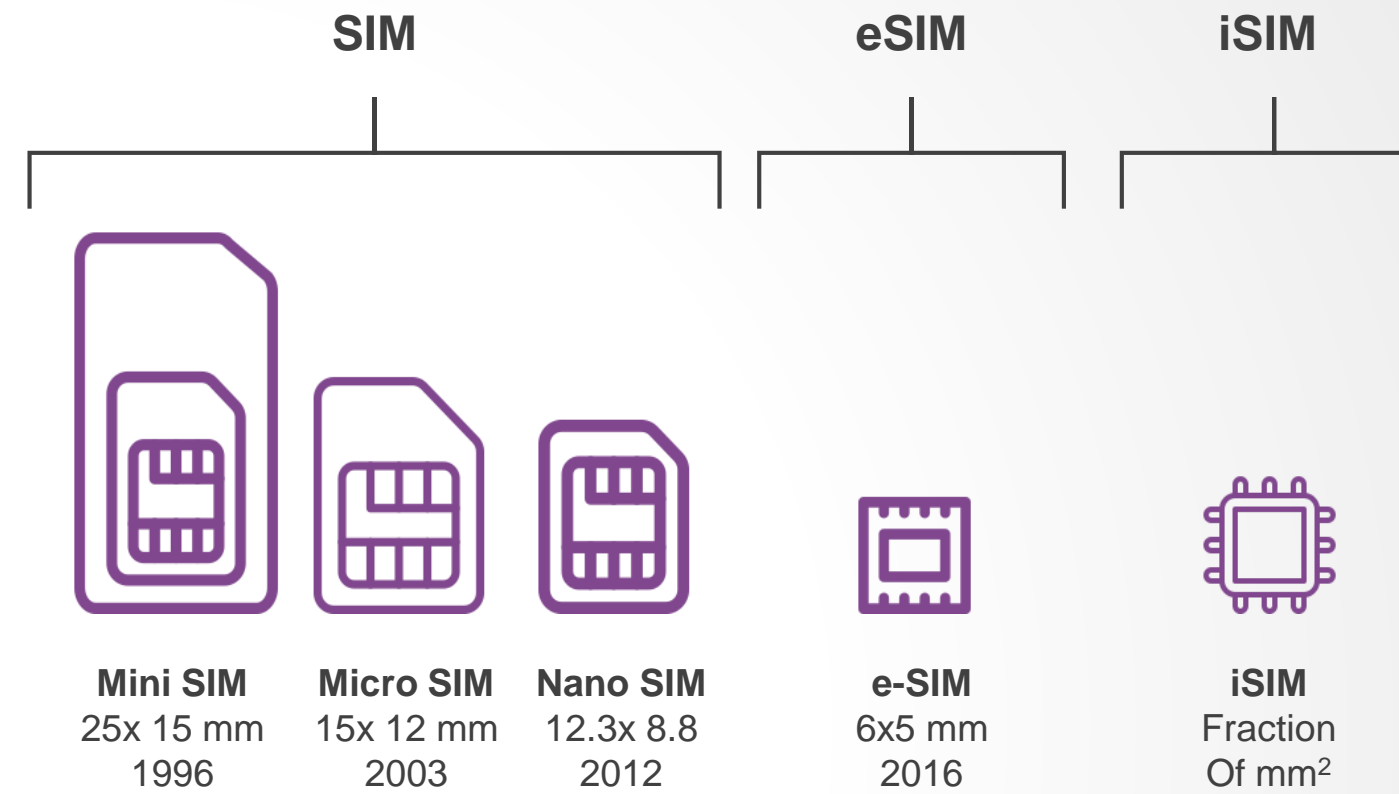 SIM
eSIM
iSIM
Mini SIM
25x 15 mm
1996
Micro SIM
15x 12 mm
2003
Nano SIM
12.3x 8.8
2012
e-SIM
6x5 mm
2016
iSIM
Fraction
Of mm²